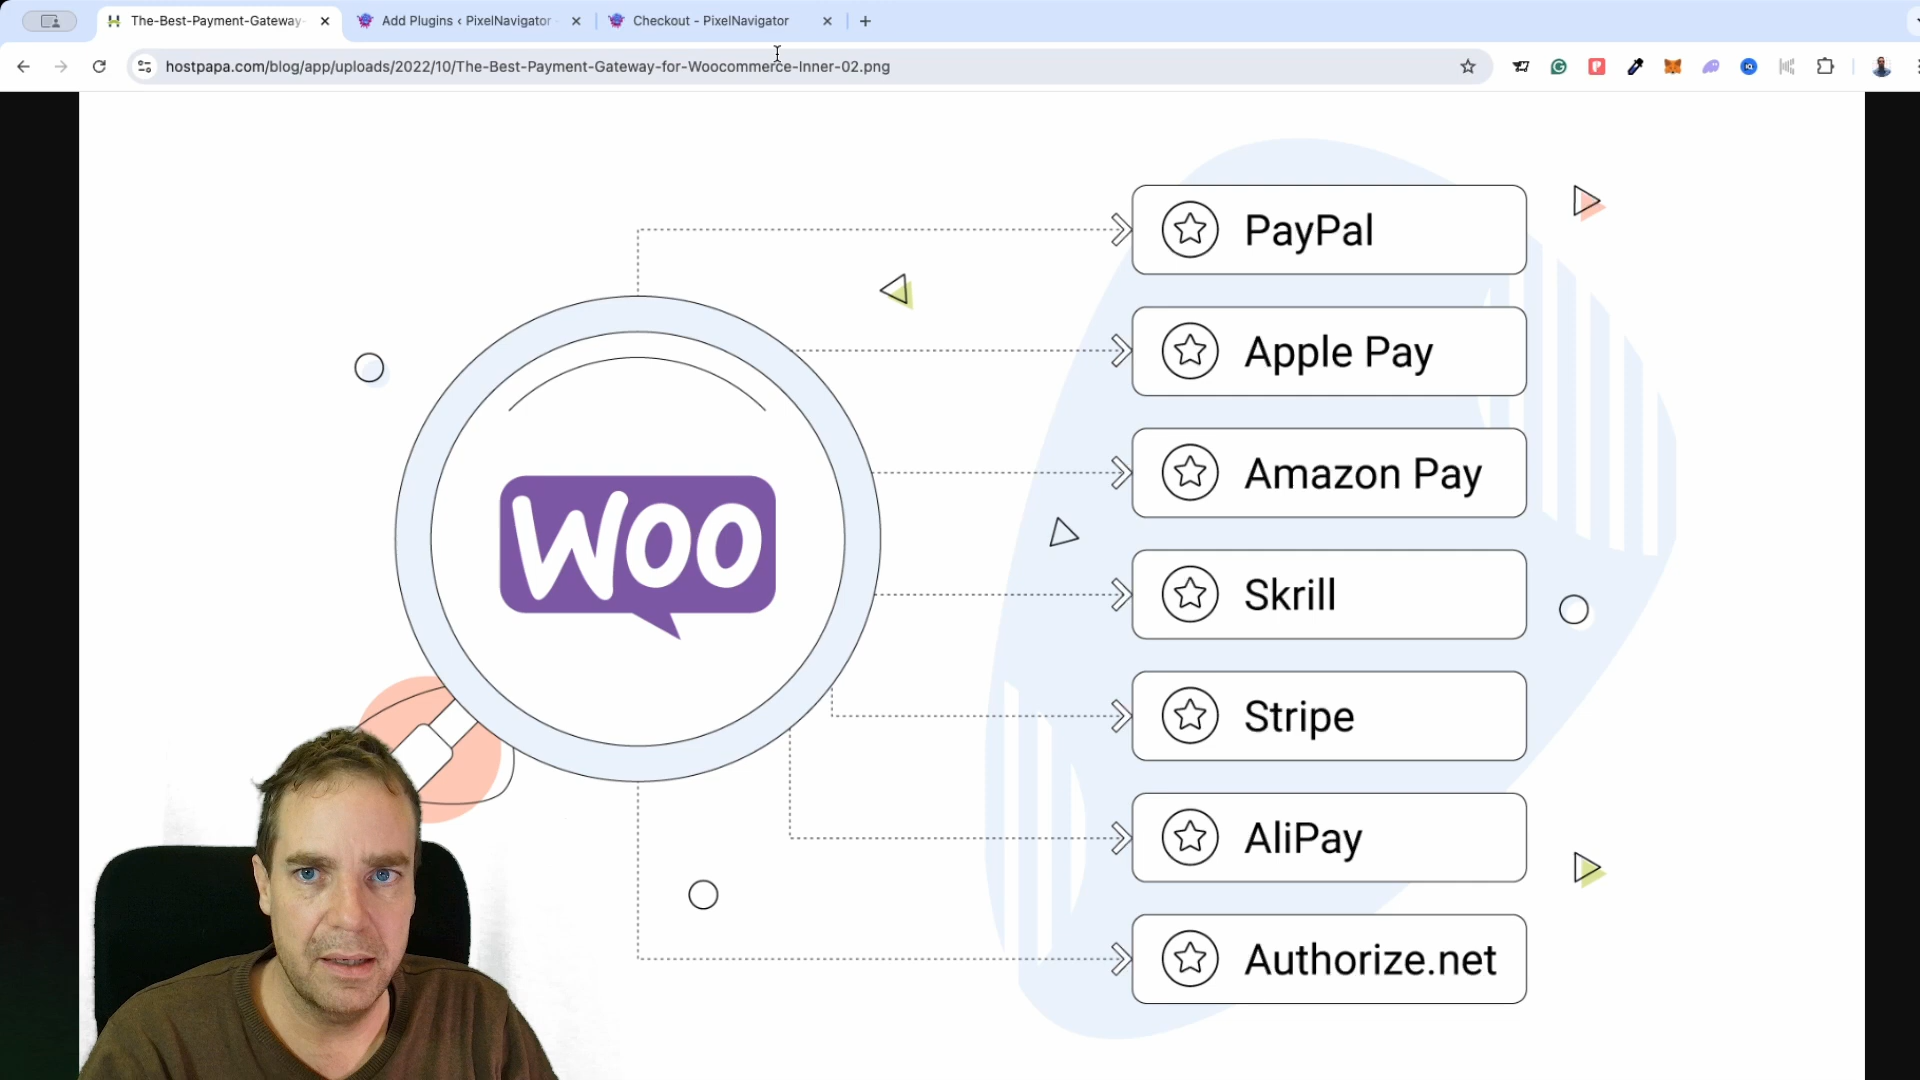 The-Best-Payment-Gateway-
Add Plugins ‹ PixelNavigator
Checkout - PixelNavigator
hostpapa.com/blog/app/uploads/2022/10/The-Best-Payment-Gateway-for-Woocommerce-Inner-02.png
PayPal
Apple Pay
Amazon Pay
Woo
Skrill
Stripe
AliPay
Authorize.net